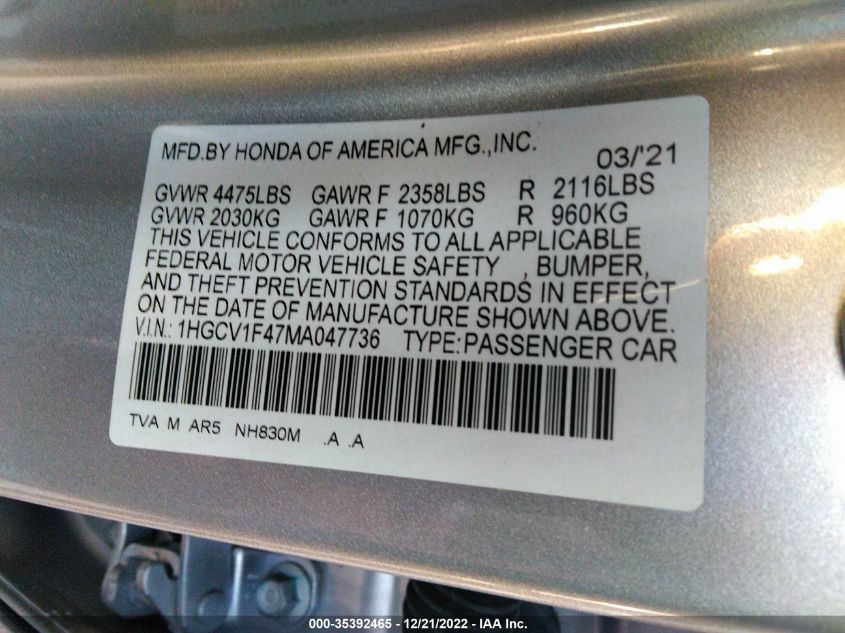 MFD.BY HONDA OF AMERICA MFG.,INC. 03/'21
GVWR 4475LBS GAWR F 2358LBS R 2116LBS
GVWR 2030KG GAWR F 1070KG R 960KG
THIS VEHICLE CONFORMS TO ALL APPLICABLE
FEDERAL MOTOR VEHICLE SAFETY , BUMPER,
AND THEFT PREVENTION STANDARDS IN EFFECT
ON THE DATE OF MANUFACTURE SHOWN ABOVE.
V.I.N.: 1HGCV1F47MA047736 TYPE:PASSENGER CAR
TVA M AR5 NH830M .A .A
000-35392465 - 12/21/2022 - IAA Inc.